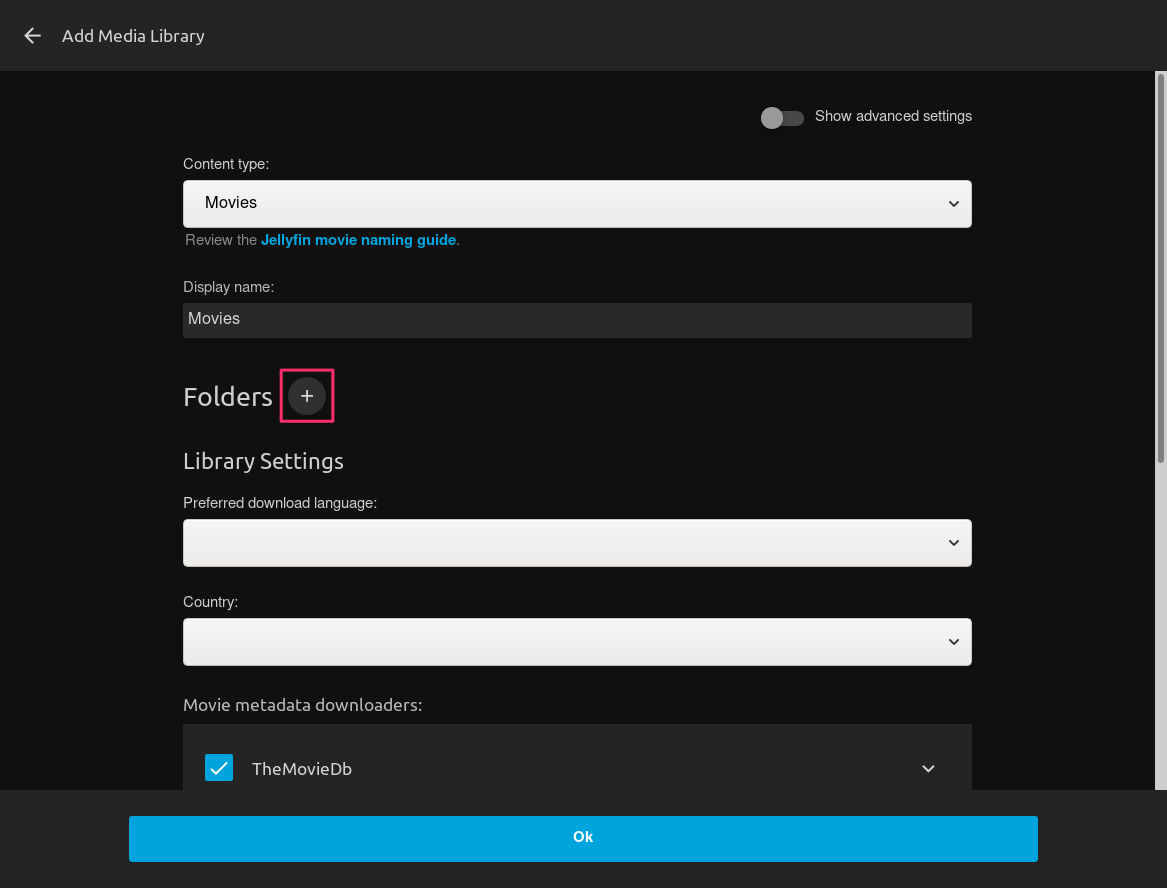 Add Media Library
Show advanced settings
Content type:
Movies
Review the Jellyfin movie naming guide.
Display name:
Movies
Folders +
Library Settings
Preferred download language:
Country:
Movie metadata downloaders:
TheMovieDb
Ok